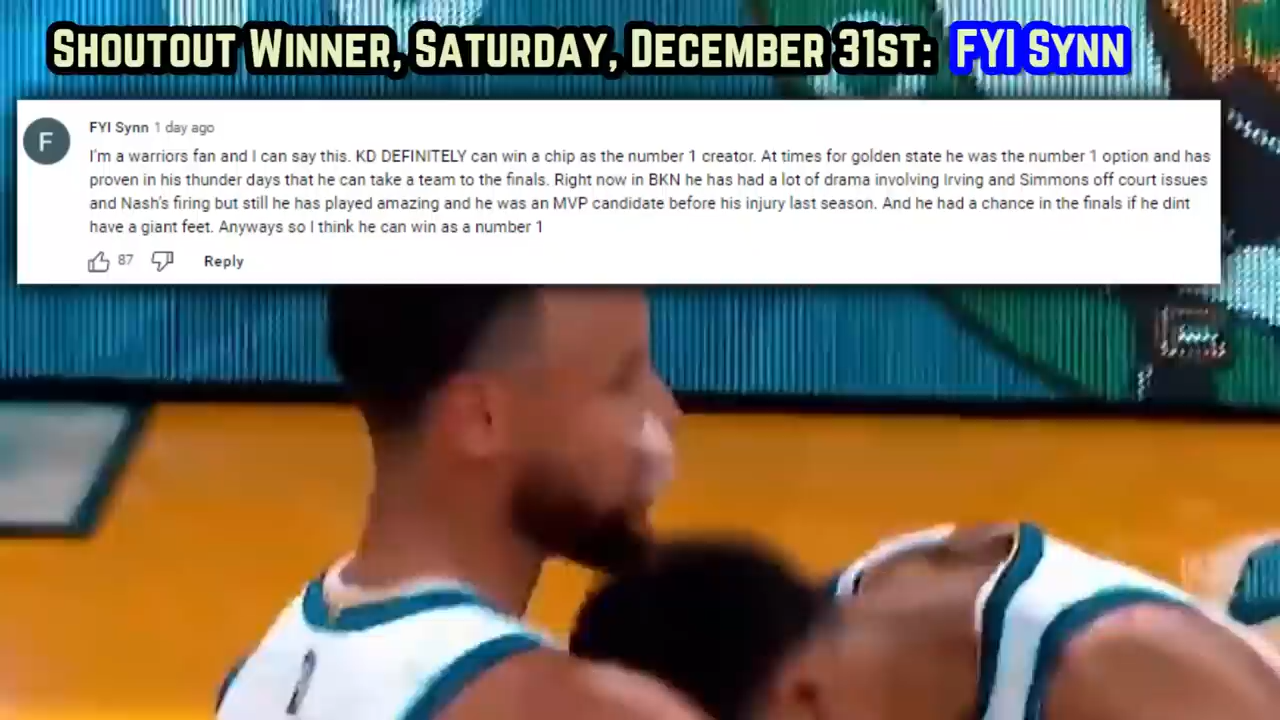 Shoutout Winner, Saturday, December 31st: FYI Synn
F
FYI Synn 1 day ago
I'm a warriors fan and I can say this. KD DEFINITELY can win a chip as the number 1 creator. At times for golden state he was the number 1 option and has
proven in his thunder days that he can take a team to the finals. Right now in BKN he has had a lot of drama involving Irving and Simmons off court issues
and Nash's firing but still he has played amazing and he was an MVP candidate before his injury last season. And he had a chance in the finals if he dint
have a giant feet. Anyways so I think he can win as a number 1
87 Reply